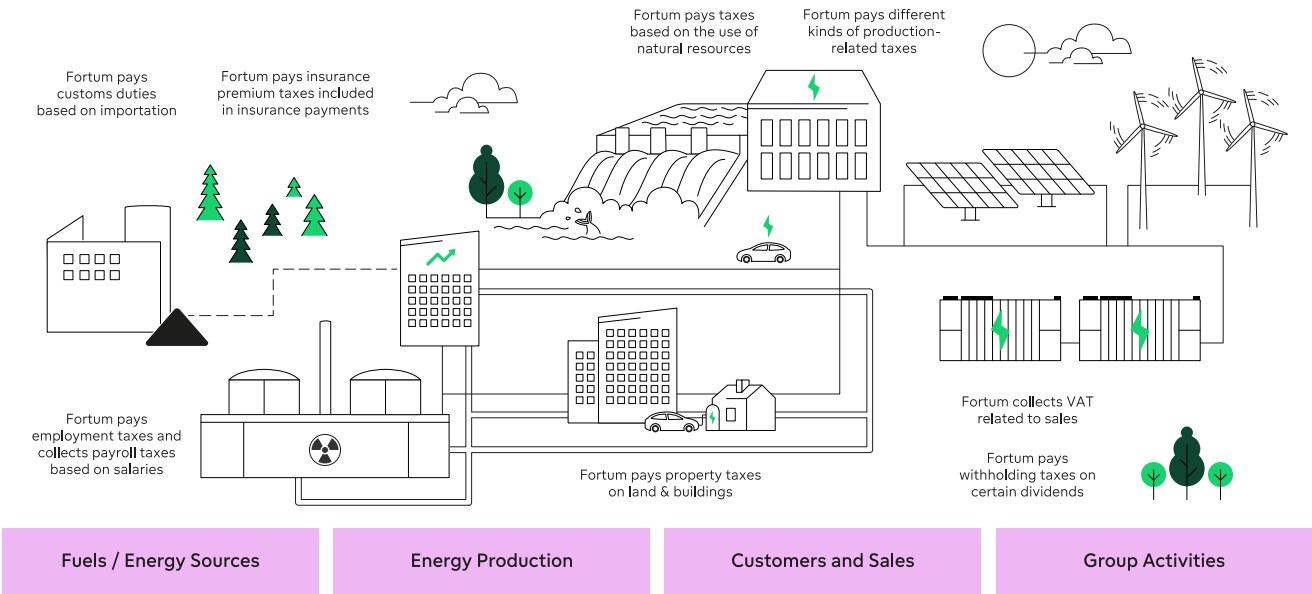 Fortum pays taxes
based on the use of
natural resources
Fortum pays different
kinds of production-
related taxes
Fortum pays
customs duties
based on importation
Fortum pays insurance
premium taxes included
in insurance payments
Fortum pays
employment taxes and
collects payroll taxes
based on salaries
Fortum pays property taxes
on land & buildings
Fortum collects VAT
related to sales
Fortum pays
withholding taxes on
certain dividends
Fuels / Energy Sources
Energy Production
Customers and Sales
Group Activities